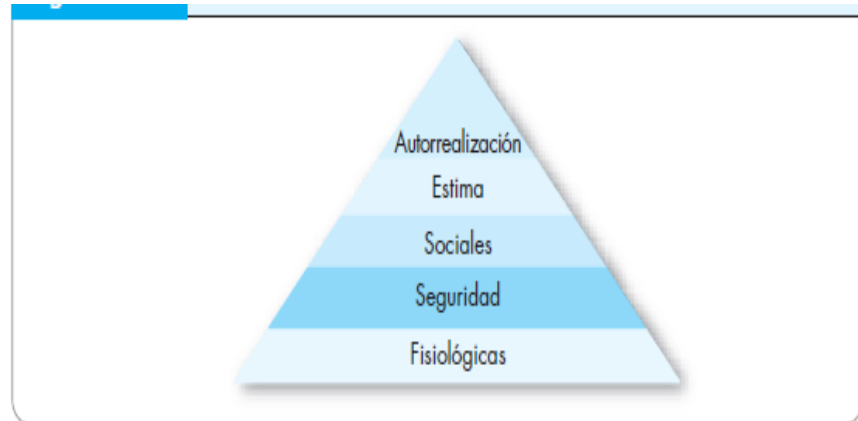 Autorrealización
Estima
Sociales
Seguridad
Fisiológicas